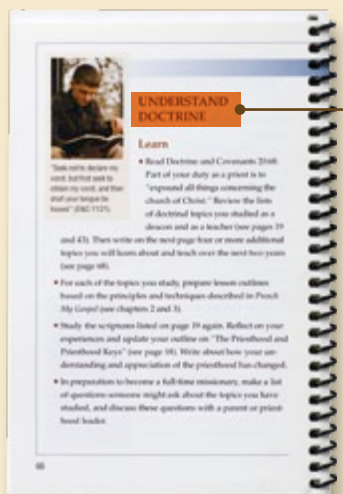 UNDERSTAND
DOCTRINE
Learn
"Seek not to declare my
word, but first seek to
obtain my word, and then
shall your tongue be
loosed" (D&C 11:21).
• Read Doctrine and Covenants 20:46.
Part of your duty as a priest is to
"expound all things concerning the
church of Christ." Review the lists
of doctrinal topics you studied as a
deacon and as a teacher (see pages 19
and 43). Then write on the next page four or more additional
topics you will learn about and teach over the next two years
(see page 68).
• For each of the topics you study, prepare lesson outlines
based on the principles and techniques described in Preach
My Gospel (see chapters 2 and 3).
• Study the scriptures listed on page 19 again. Reflect on your
experiences and update your outline on "The Priesthood and
Priesthood Keys" (see page 18). Write about how your un-
derstanding and appreciation of the priesthood has changed.
• In preparation to become a full-time missionary, make a list
of questions someone might ask about the topics you have
studied, and discuss these questions with a parent or priest-
hood leader.